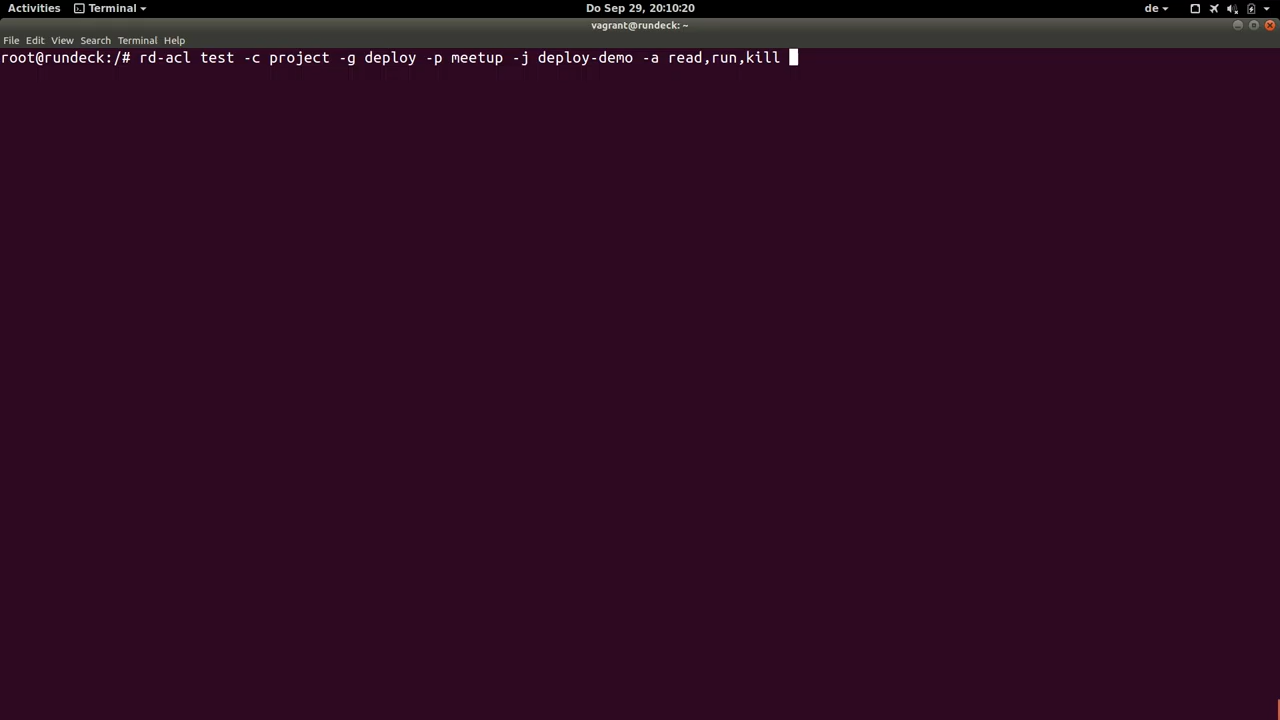 Activities Terminal Do Sep 29, 20:10:20 de
vagrant@rundeck: ~
File Edit View Search Terminal Help
root@rundeck:/# rd-acl test -c project -g deploy -p meetup -j deploy-demo -a read,run,kill